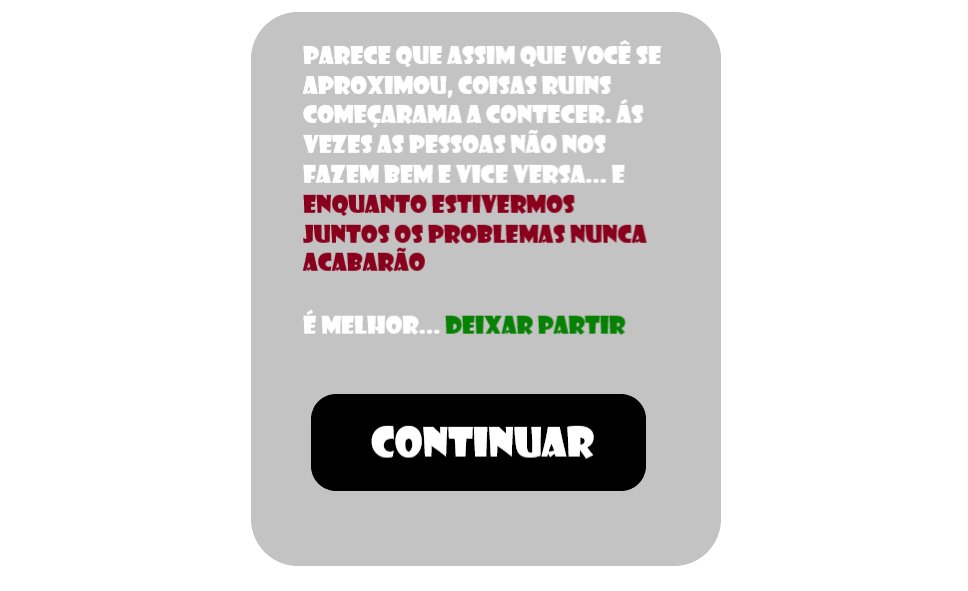 PARECE QUE ASSIM QUE VOCÊ SE
APROXIMOU, COISAS RUINS
COMEÇARAMA A CONTECER. ÁS
VEZES AS PESSOAS NÃO NOS
FAZEM BEM E VICE VERSA... E
ENQUANTO ESTIVERMOS
JUNTOS OS PROBLEMAS NUNCA
ACABARÃO
É MELHOR... DEIXAR PARTIR
CONTINUAR